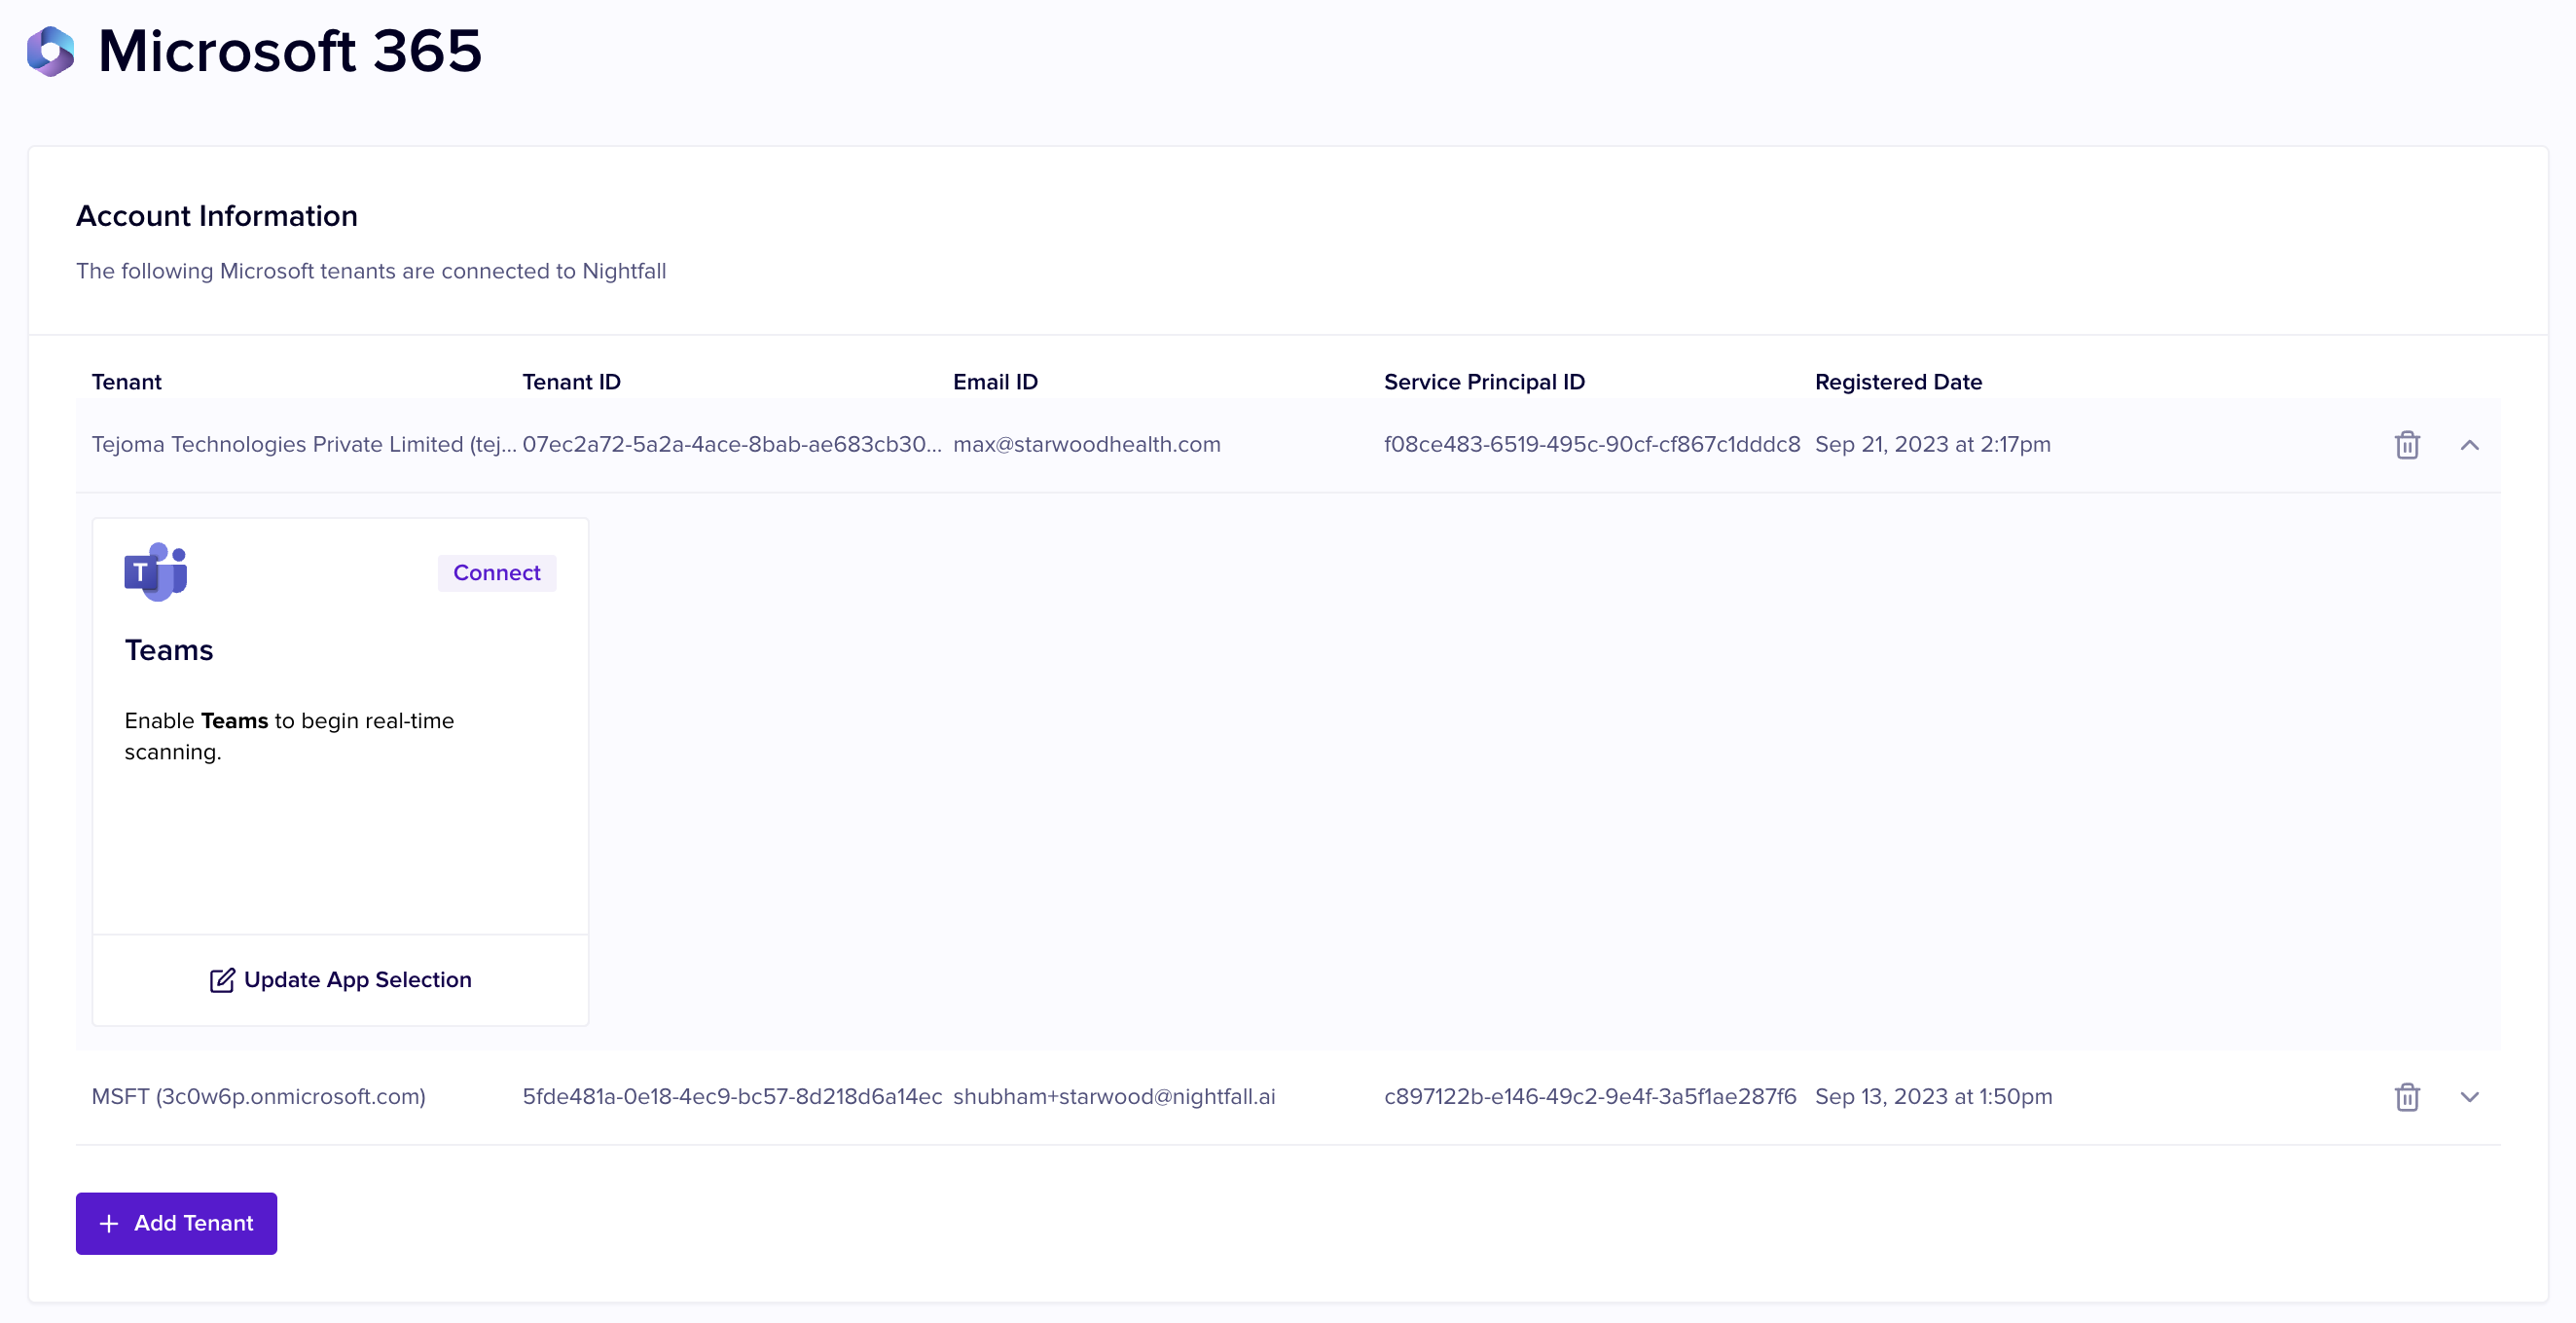 Microsoft 365
Account Information
The following Microsoft tenants are connected to Nightfall
Tenant Tenant ID Email ID Service Principal ID Registered Date
Tejoma Technologies Private Limited (tej... 07ec2a72-5a2a-4ace-8bab-ae683cb30... max@starwoodhealth.com f08ce483-6519-495c-90cf-cf867c1dddc8 Sep 21, 2023 at 2:17pm
T
Connect
Teams
Enable Teams to begin real-time
scanning.
Update App Selection
MSFT (3c0w6p.onmicrosoft.com) 5fde481a-0e18-4ec9-bc57-8d218d6a14ec shubham+starwood@nightfall.ai c897122b-e146-49c2-9e4f-3a5f1ae287f6 Sep 13, 2023 at 1:50pm
+ Add Tenant